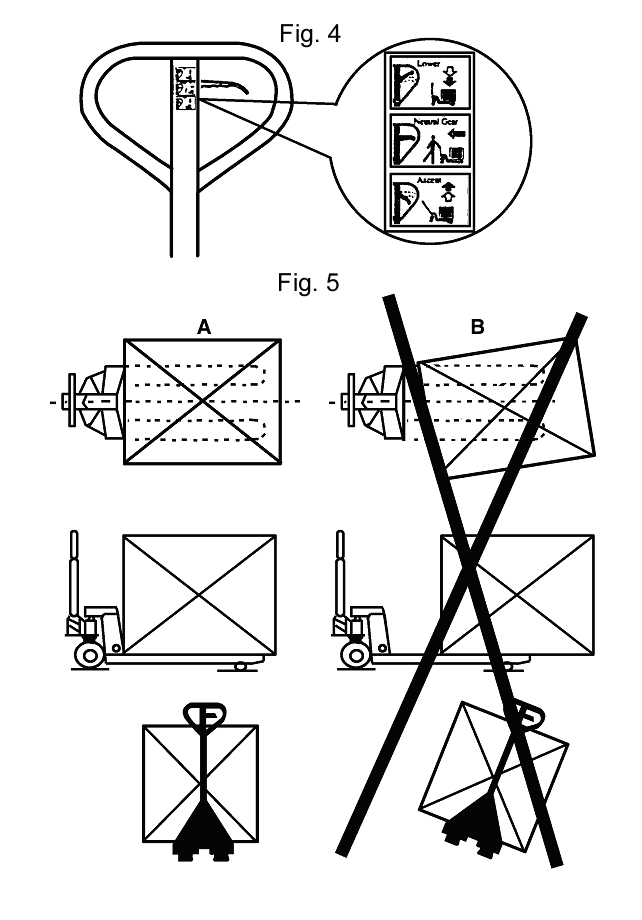 Fig. 4
Lower
Neutral Gear
Ascent
Fig. 5
A
B